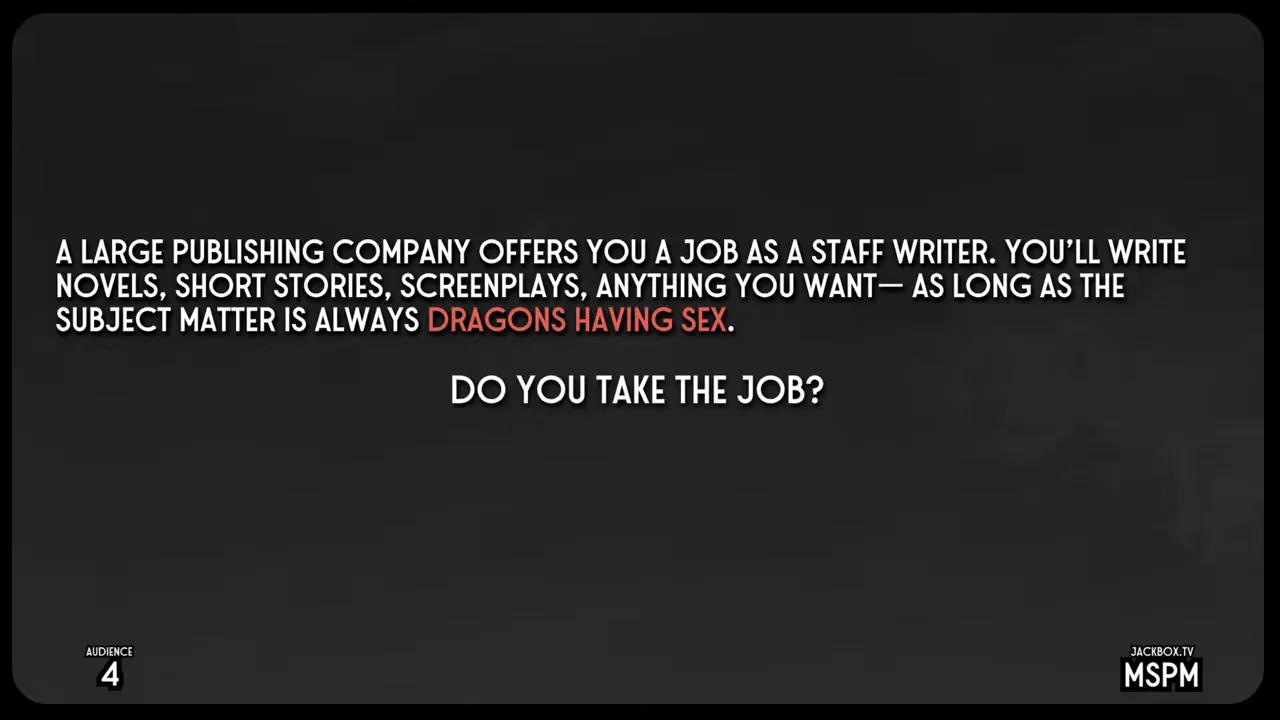 A LARGE PUBLISHING COMPANY OFFERS YOU A JOB AS A STAFF WRITER. YOU'LL WRITE
NOVELS, SHORT STORIES, SCREENPLAYS, ANYTHING YOU WANT— AS LONG AS THE
SUBJECT MATTER IS ALWAYS DRAGONS HAVING SEX.
DO YOU TAKE THE JOB?
AUDIENCE
4
JACKBOX.TV
MSPM